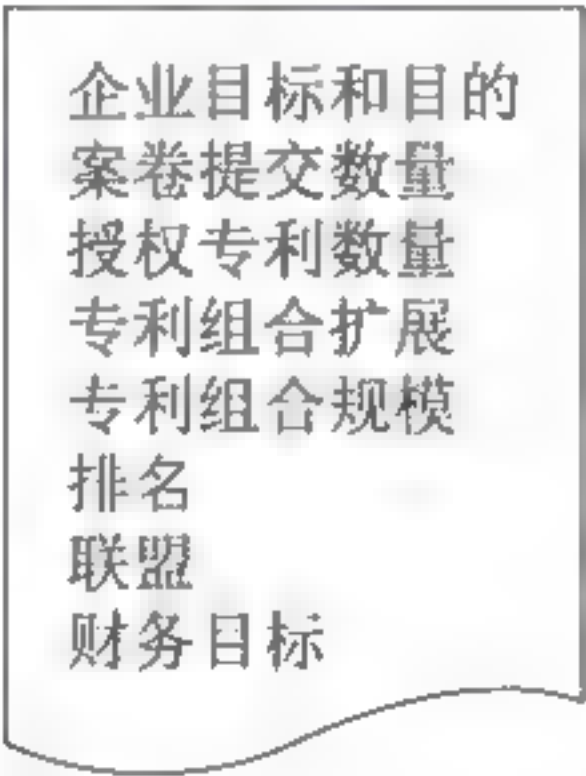 企业目标和目的
案卷提交数量
授权专利数量
专利组合扩展
专利组合规模
排名
联盟
财务目标